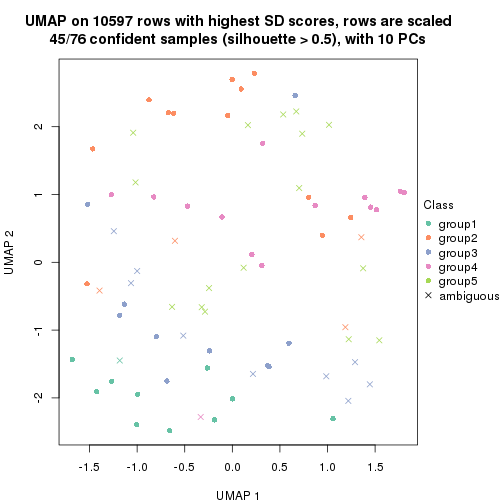 UMAP on 10597 rows with highest SD scores, rows are scaled
45/76 confident samples (silhouette > 0.5), with 10 PCs
UMAP 2
2
1
0
-1
-2
-1.5
-1.0
-0.5
0.0
0.5
1.0
1.5
UMAP 1
Class
group1
group2
group3
group4
group5
ambiguous